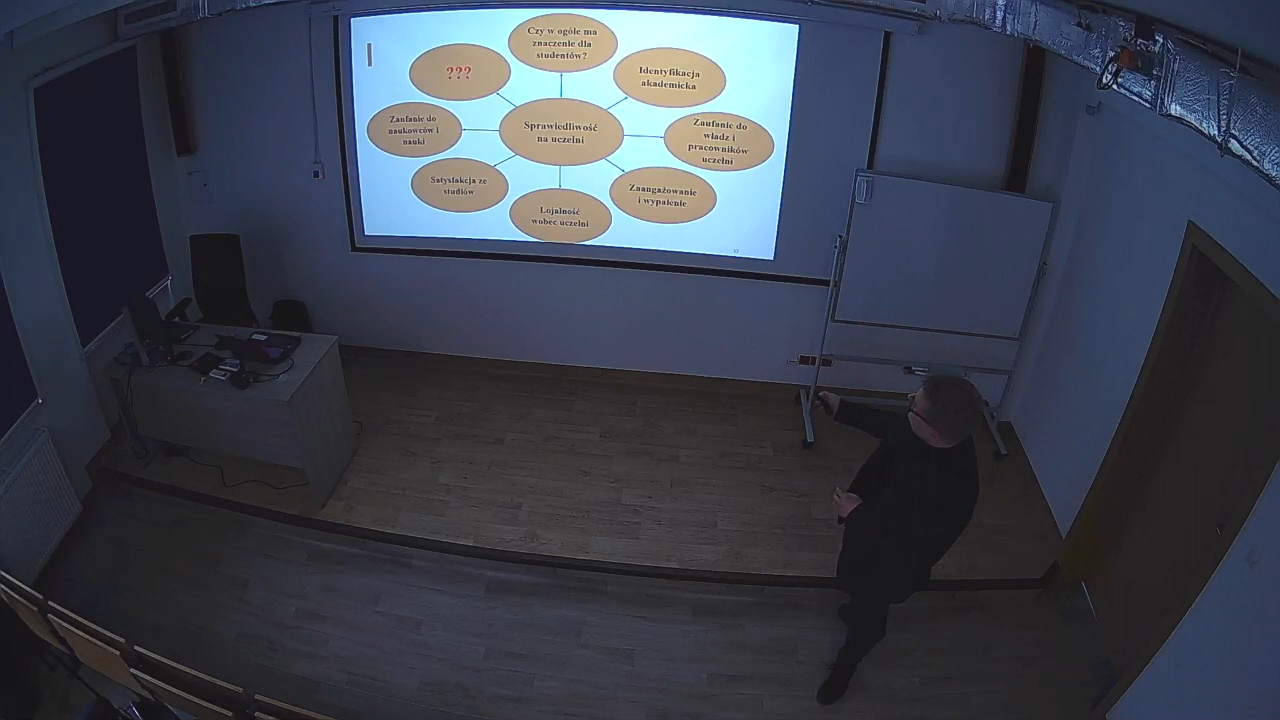 Czy w ogóle ma
znaczenie dla
studentów?
???
Identyfikacja
akademicka
Zaufanie do
naukowców i
nauki
Sprawiedliwość
na uczelni
Zaufanie do
władz i
pracowników
uczelni
Satysfakcja ze
studiów
Zaangażowanie
i wypalenie
Lojalność
wobec uczelni